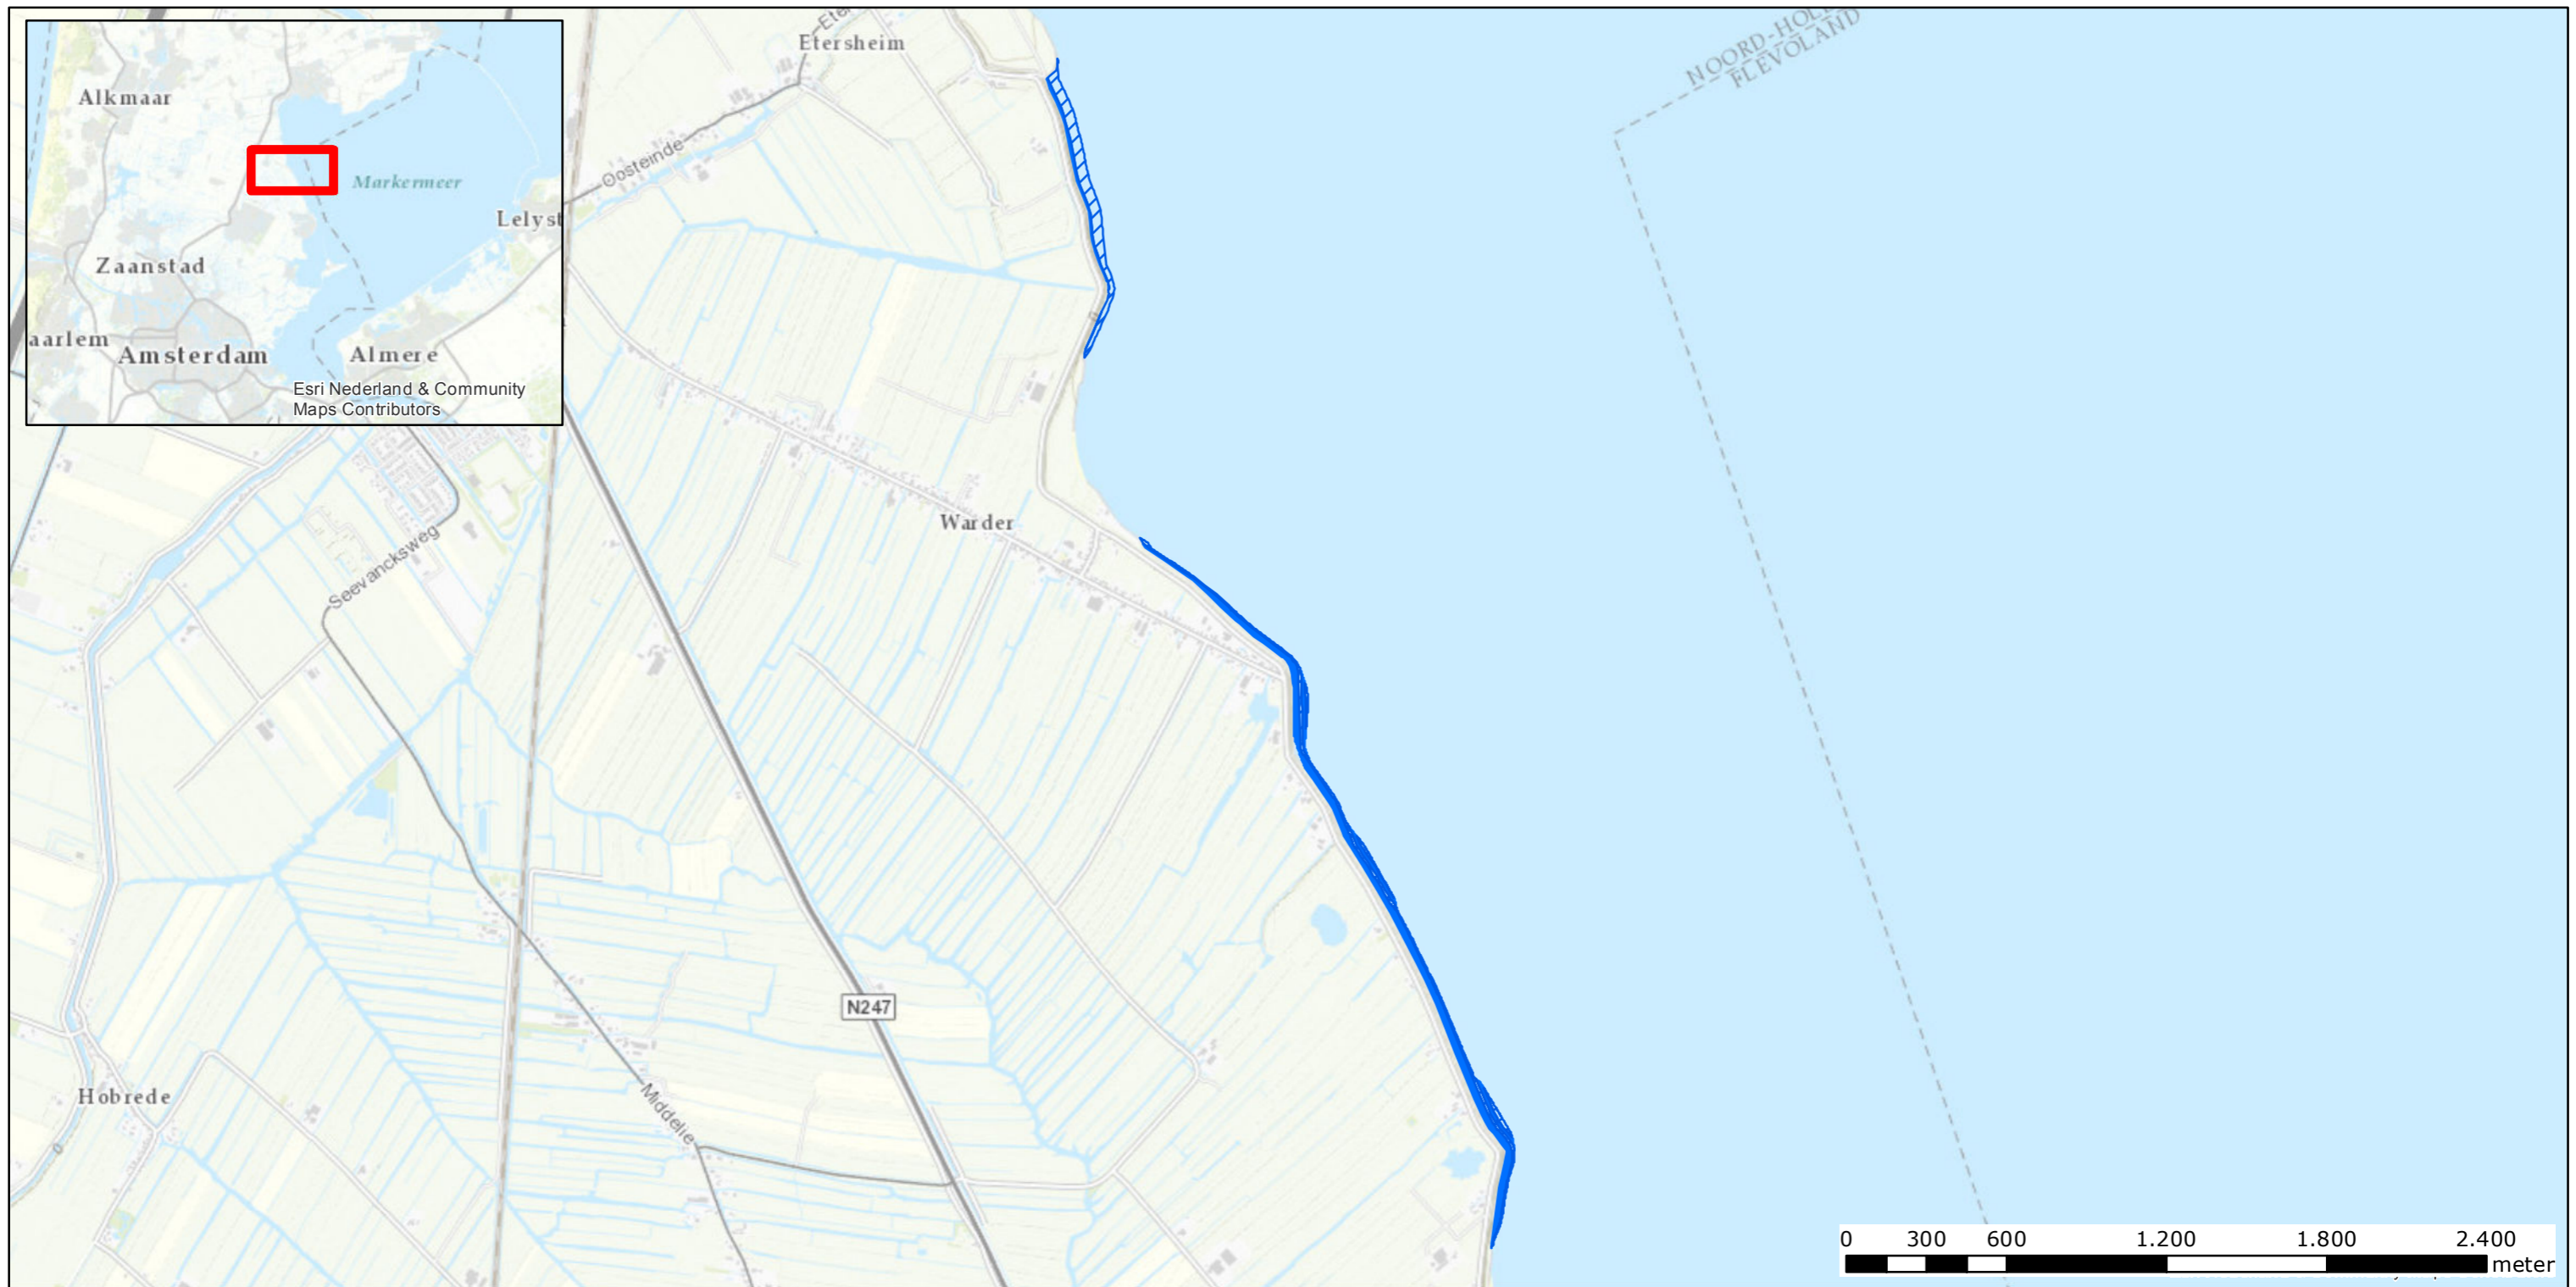 Alkmaar
Markermeer
Lelyst
Zaanstad
aarlem
Amsterdam
Almere
Esri Nederland & Community
Maps Contributors
Eter
Etersheim
NOORD-HOL
FLEVOLAND
Oosteinde
Warder
Seevancksweg
N247
Hobrede
Middelie
0 300 600 1.200 1.800 2.400
meter